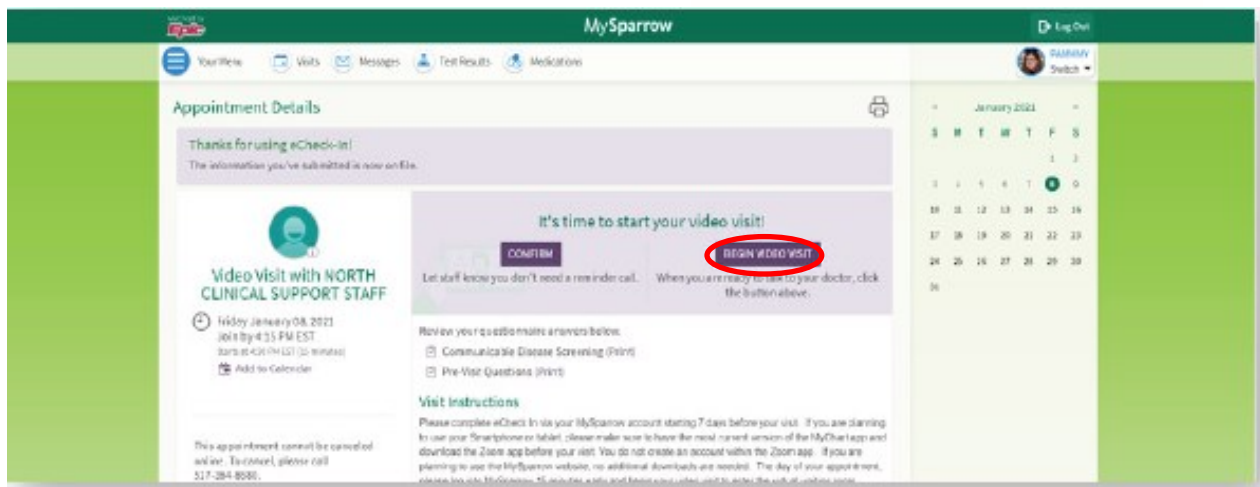 Epic
MySparrow
Log Out
Your Menu
Visits
Messages
Test Results
Medications
Switch
Appointment Details
January 2021
S M T W T F S
1 2
8 9
10 11 12 13 14 15 16
17 18 19 20 21 22 23
24 25 26 27 28 29 30
Thanks for using eCheck-In!
The information you've submitted is now on file.
Video Visit with NORTH
CLINICAL SUPPORT STAFF
Friday January 08, 2021
Join by 4:15 PM EST
Add to Calendar
This appointment cannot be canceled
online. To cancel, please call
It's time to start your video visit!
CONFIRM
Let staff know you don't need a reminder call.
BEGIN VIDEO VISIT
When you are ready to talk to your doctor, click
the button above.
Review your questionnaire answers below.
Communicable Disease Screening (Print)
Pre-Visit Questions (Print)
Visit Instructions
Please complete eCheck In via your MySparrow account starting 7 days before your visit. If you are planning
to use your Smartphone or tablet, please make sure to have the most current version of the MyChart app and
download the Zoom app before your visit. You do not create an account within the Zoom app. If you are
planning to use the MySparrow website, no additional downloads are needed. The day of your appointment,